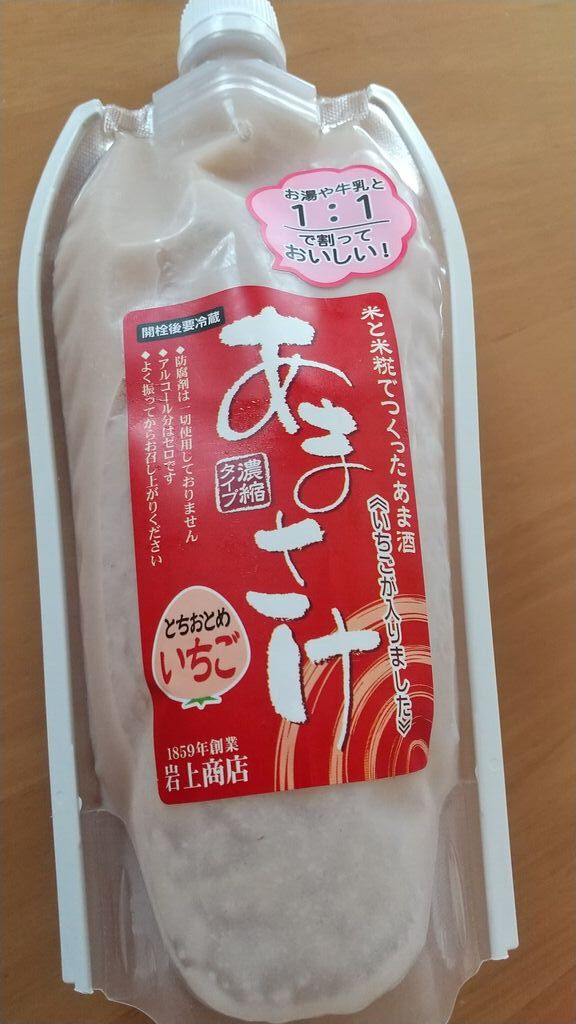 お湯や牛乳と
1：1
で割って
おいしい！
米と米糀でつくったあま酒
《いちごが入りました》
あまさけ
濃縮
タイプ
開栓後要冷蔵
◆防腐剤は一切使用しておりません
◆アルコール分はゼロです
◆よく振ってからお召し上がりください
とちおとめ
いちご
1859年創業
岩上商店